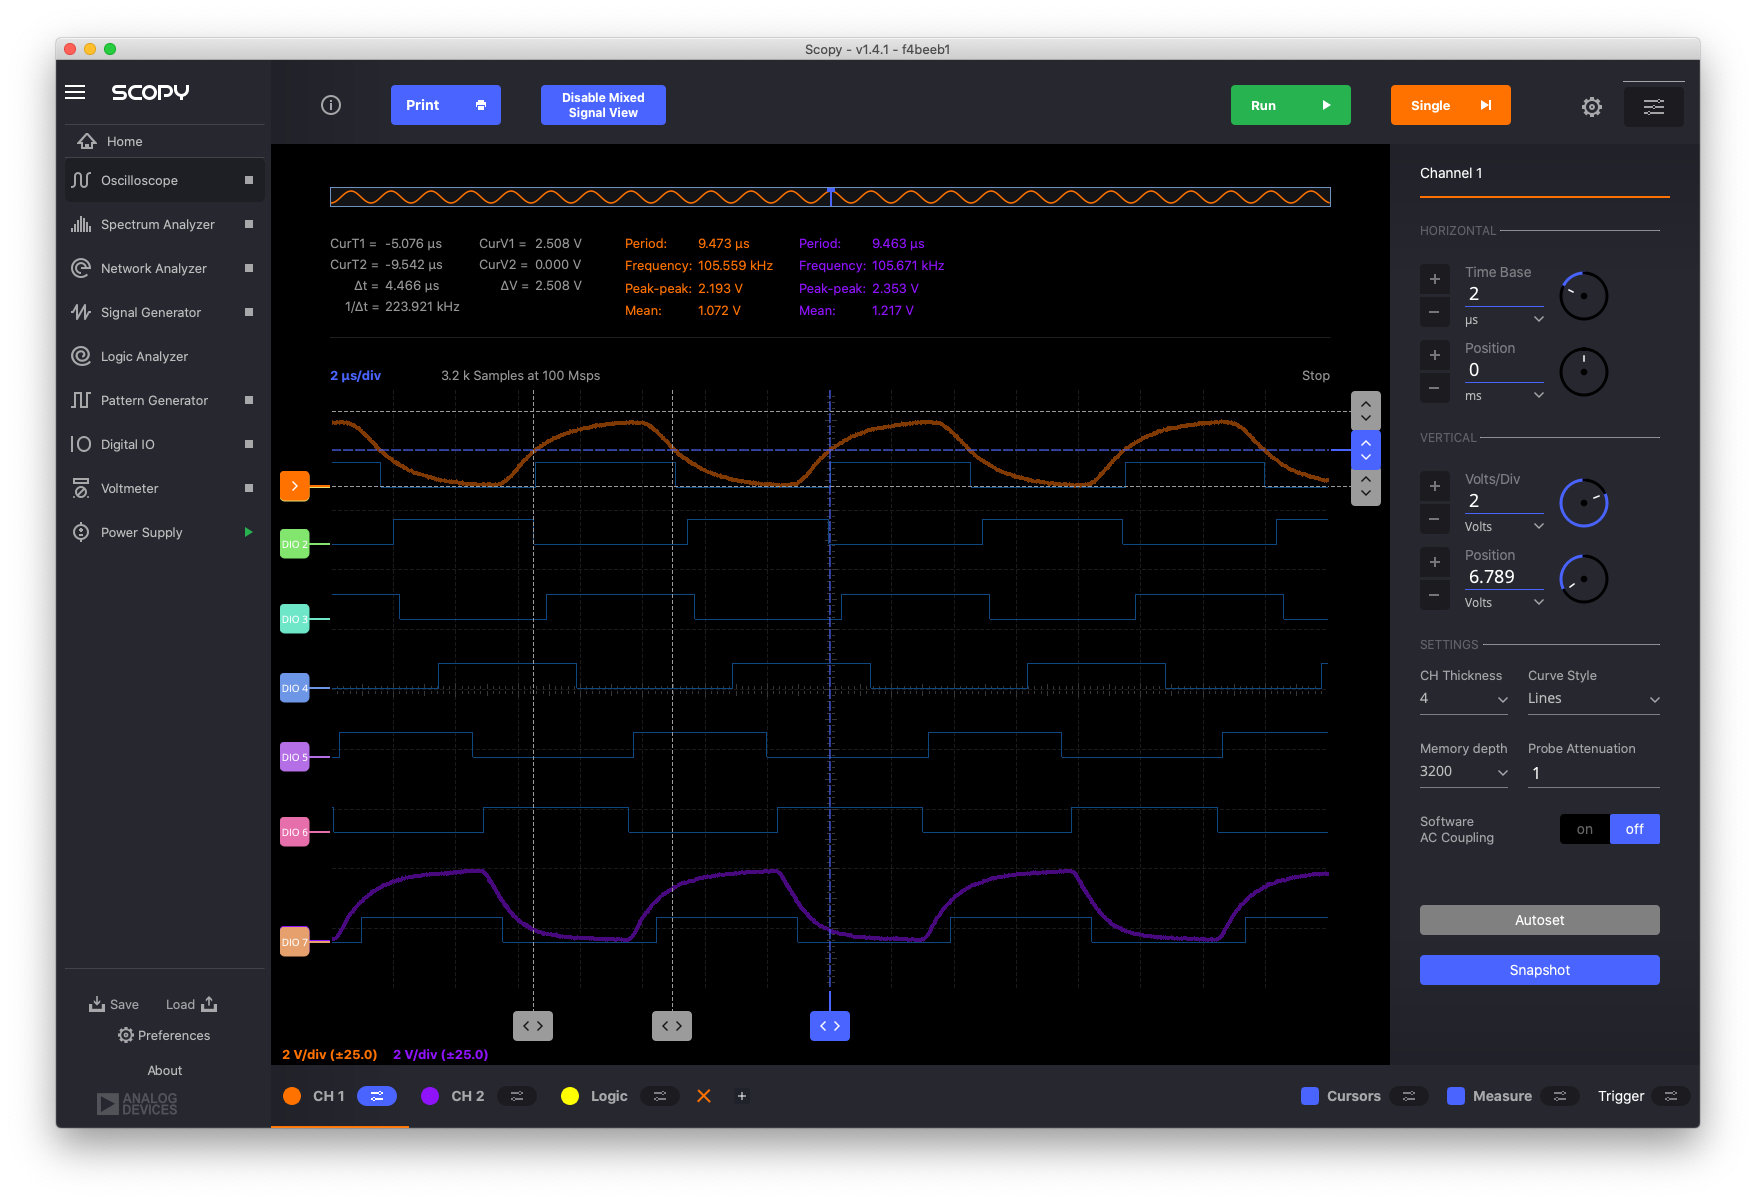 Scopy - v1.4.1 - f4beeb1
SCOPY
Home
Oscilloscope
Spectrum Analyzer
Network Analyzer
Signal Generator
Logic Analyzer
Pattern Generator
Digital IO
Voltmeter
Power Supply
Save Load
Preferences
About
ANALOG
DEVICES
Print
Disable Mixed
Signal View
Run
Single
CurT1 = -5.076 µs CurV1 = 2.508 V
CurT2 = -9.542 µs CurV2 = 0.000 V
Δt = 4.466 µs ΔV = 2.508 V
1/Δt = 223.921 kHz
Period: 9.473 µs
Frequency: 105.559 kHz
Peak-peak: 2.193 V
Mean: 1.072 V
Period: 9.463 µs
Frequency: 105.671 kHz
Peak-peak: 2.353 V
Mean: 1.217 V
2 µs/div 3.2 k Samples at 100 Msps Stop
DIO 2
DIO 3
DIO 4
DIO 5
DIO 6
DIO 7
2 V/div (±25.0) 2 V/div (±25.0)
CH 1 CH 2 Logic Cursors Measure Trigger
Channel 1
HORIZONTAL
Time Base
2
µs
Position
0
ms
VERTICAL
Volts/Div
2
Volts
Position
6.789
Volts
SETTINGS
CH Thickness Curve Style
4 Lines
Memory depth Probe Attenuation
3200 1
Software
AC Coupling
on off
Autoset
Snapshot